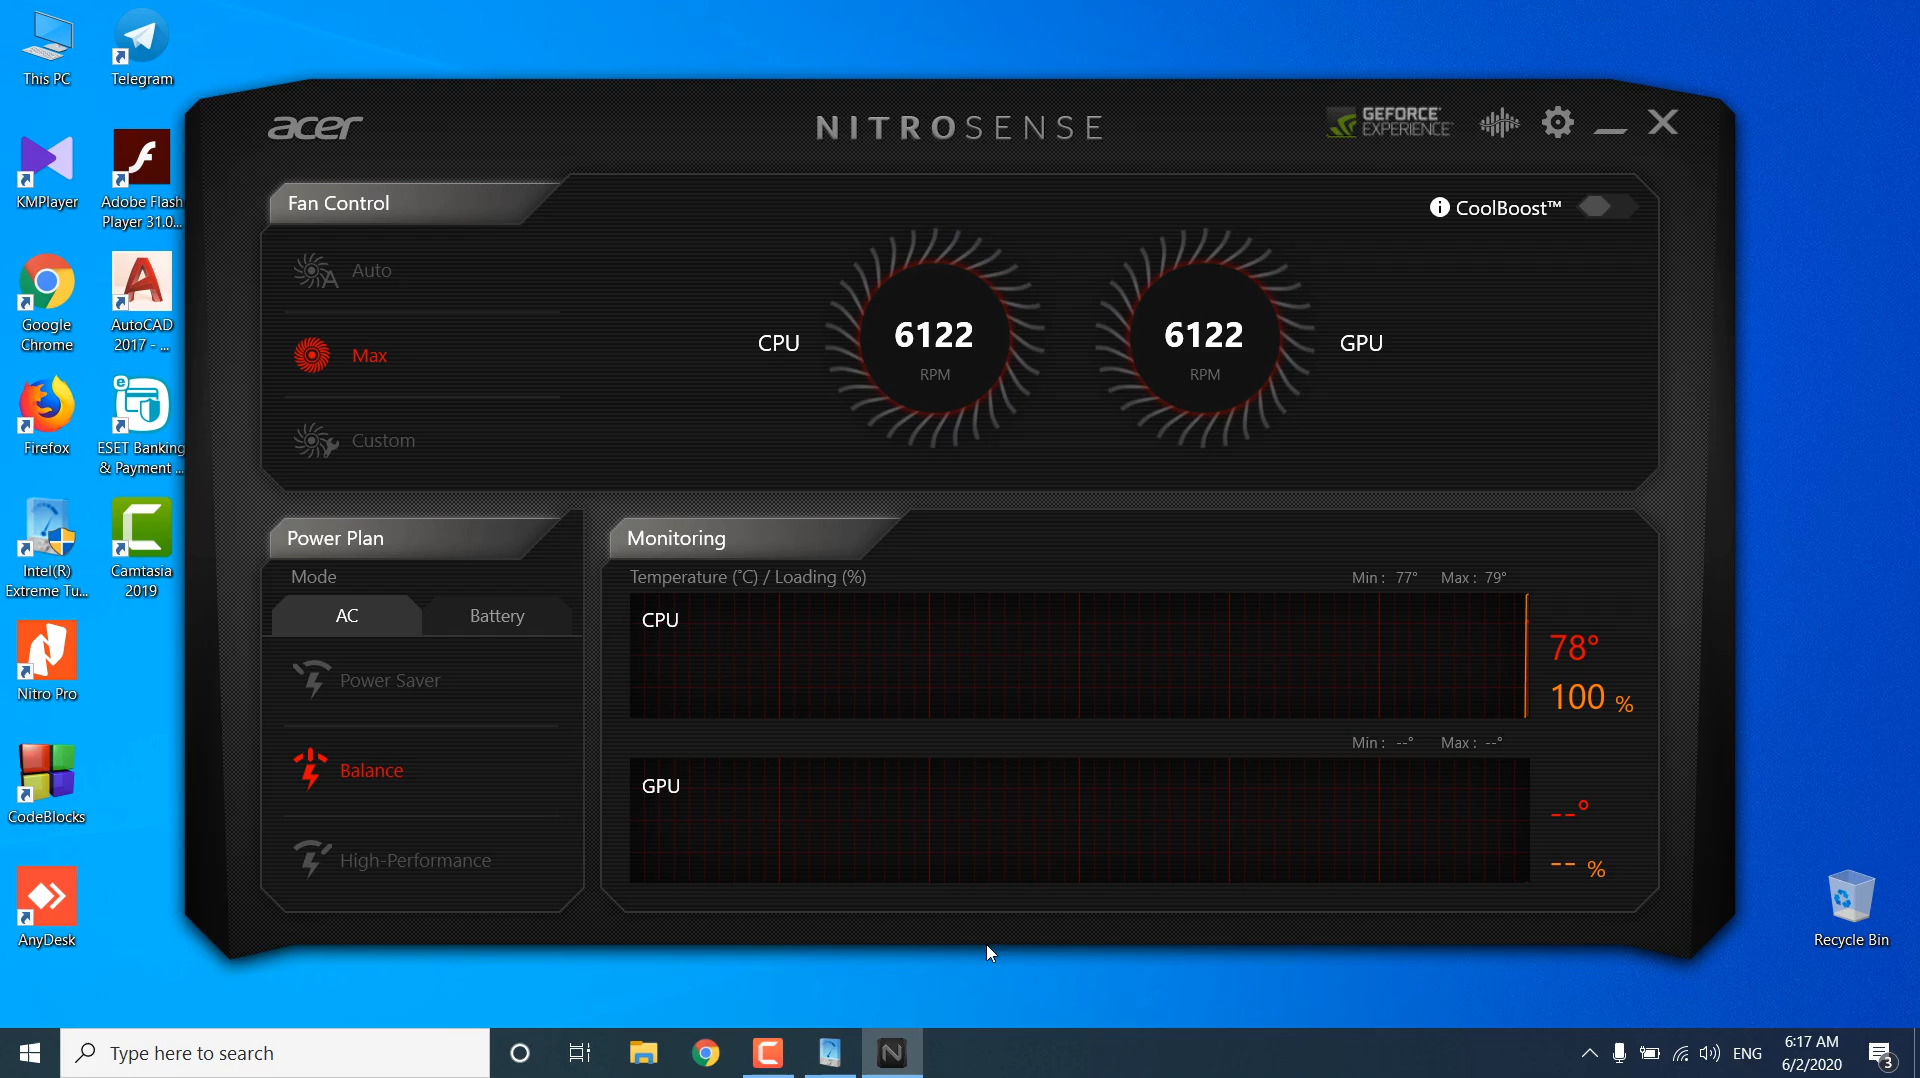 This PC
Telegram
KMPlayer
Adobe Flash
Player 31.0...
Google
Chrome
AutoCAD
2017 - ...
Firefox
ESET Banking
& Payment ...
Intel(R)
Extreme Tu...
Camtasia
2019
Nitro Pro
CodeBlocks
AnyDesk
acer
NITROSENSE
GEFORCE®
EXPERIENCE™
Fan Control
CoolBoost™
Auto
Max
Custom
CPU
6122
RPM
6122
RPM
GPU
Power Plan
Mode
AC
Battery
Power Saver
Balance
High-Performance
Monitoring
Temperature (°C) / Loading (%)
Min : 77° Max : 79°
CPU
78°
100 %
Min : --° Max : --°
GPU
--°
-- %
Recycle Bin
Type here to search
ENG
6:17 AM
6/2/2020
3